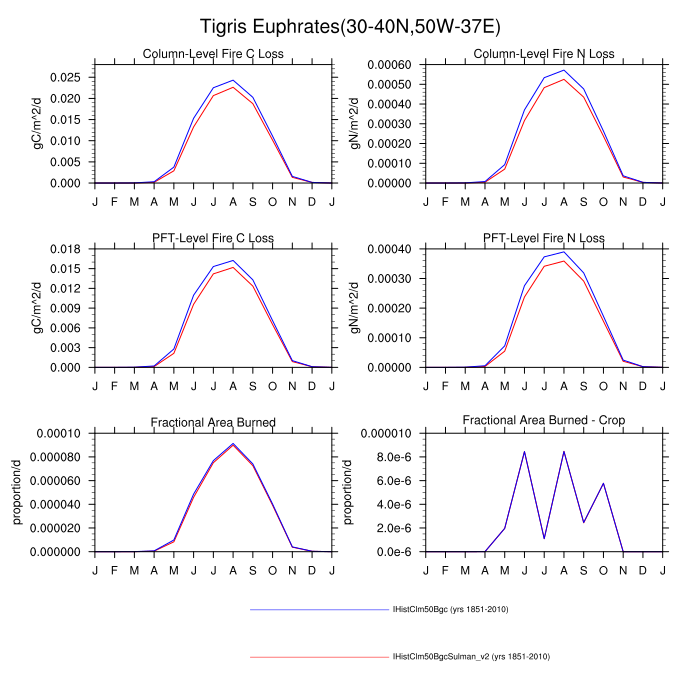 Tigris Euphrates(30-40N,50W-37E)
Column-Level Fire C Loss
gC/m^2/d
0.025
0.020
0.015
0.010
0.005
0.000
J F M A M J J A S O N D J
Column-Level Fire N Loss
gN/m^2/d
0.00060
0.00050
0.00040
0.00030
0.00020
0.00010
0.00000
J F M A M J J A S O N D J
PFT-Level Fire C Loss
gC/m^2/d
0.018
0.015
0.012
0.009
0.006
0.003
0.000
J F M A M J J A S O N D J
PFT-Level Fire N Loss
gN/m^2/d
0.00040
0.00030
0.00020
0.00010
0.00000
J F M A M J J A S O N D J
Fractional Area Burned
proportion/d
0.00010
0.000080
0.000060
0.000040
0.000020
0.000000
J F M A M J J A S O N D J
Fractional Area Burned - Crop
proportion/d
0.000010
8.0e-6
6.0e-6
4.0e-6
2.0e-6
0.0e-6
J F M A M J J A S O N D J
IHistClm50Bgc (yrs 1851-2010)
IHistClm50BgcSulman_v2 (yrs 1851-2010)